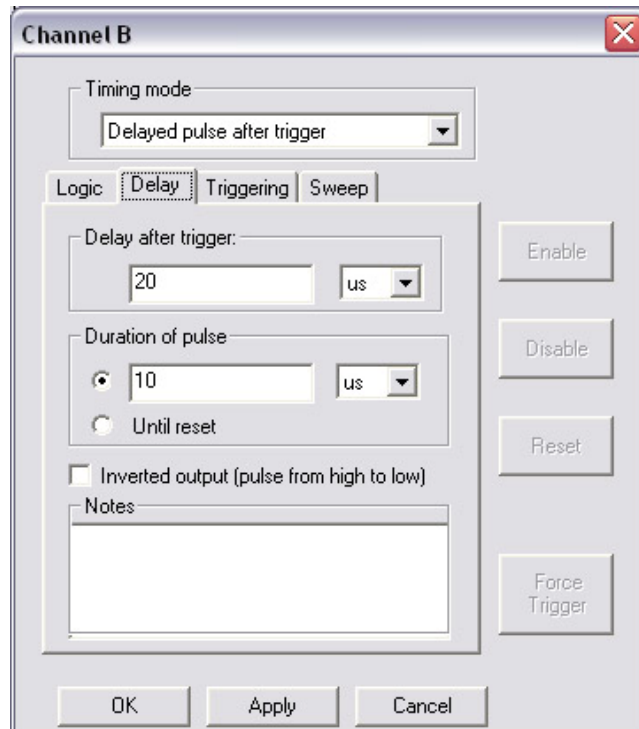 Channel B
Timing mode
Delayed pulse after trigger
Logic Delay Triggering Sweep
Delay after trigger:
20 us
Enable
Duration of pulse
10 us
Disable
Until reset
Reset
Inverted output (pulse from high to low)
Notes
Force
Trigger
OK Apply Cancel